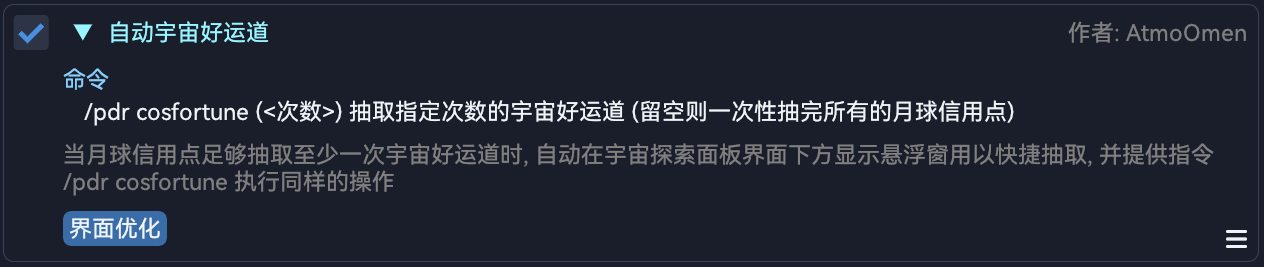 自动宇宙好运道
作者: AtmoOmen
命令
/pdr cosfortune (<次数>) 抽取指定次数的宇宙好运道 (留空则一次性抽完所有的月球信用点)
当月球信用点足够抽取至少一次宇宙好运道时, 自动在宇宙探索面板界面下方显示悬浮窗用以快捷抽取, 并提供指令
/pdr cosfortune 执行同样的操作
界面优化